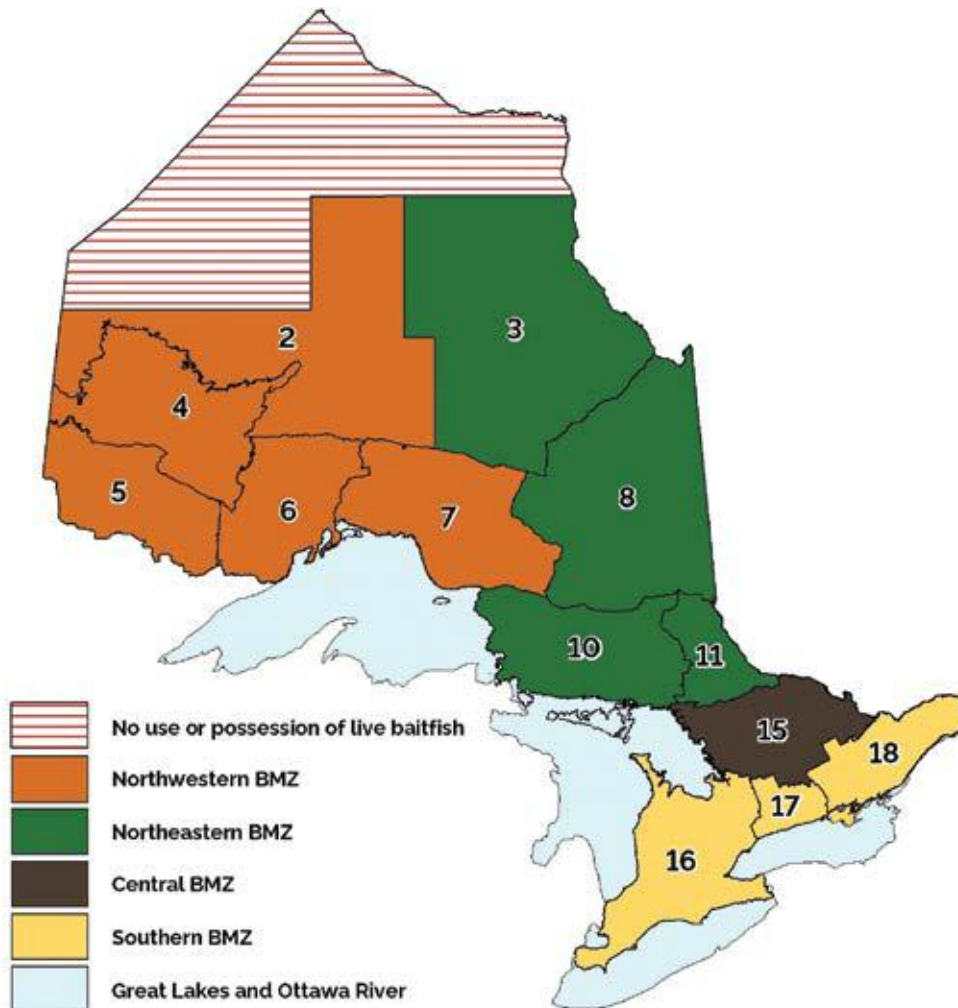 2
3
4
5
6
7
8
10
11
15
18
17
16
No use or possession of live baitfish
Northwestern BMZ
Northeastern BMZ
Central BMZ
Southern BMZ
Great Lakes and Ottawa River